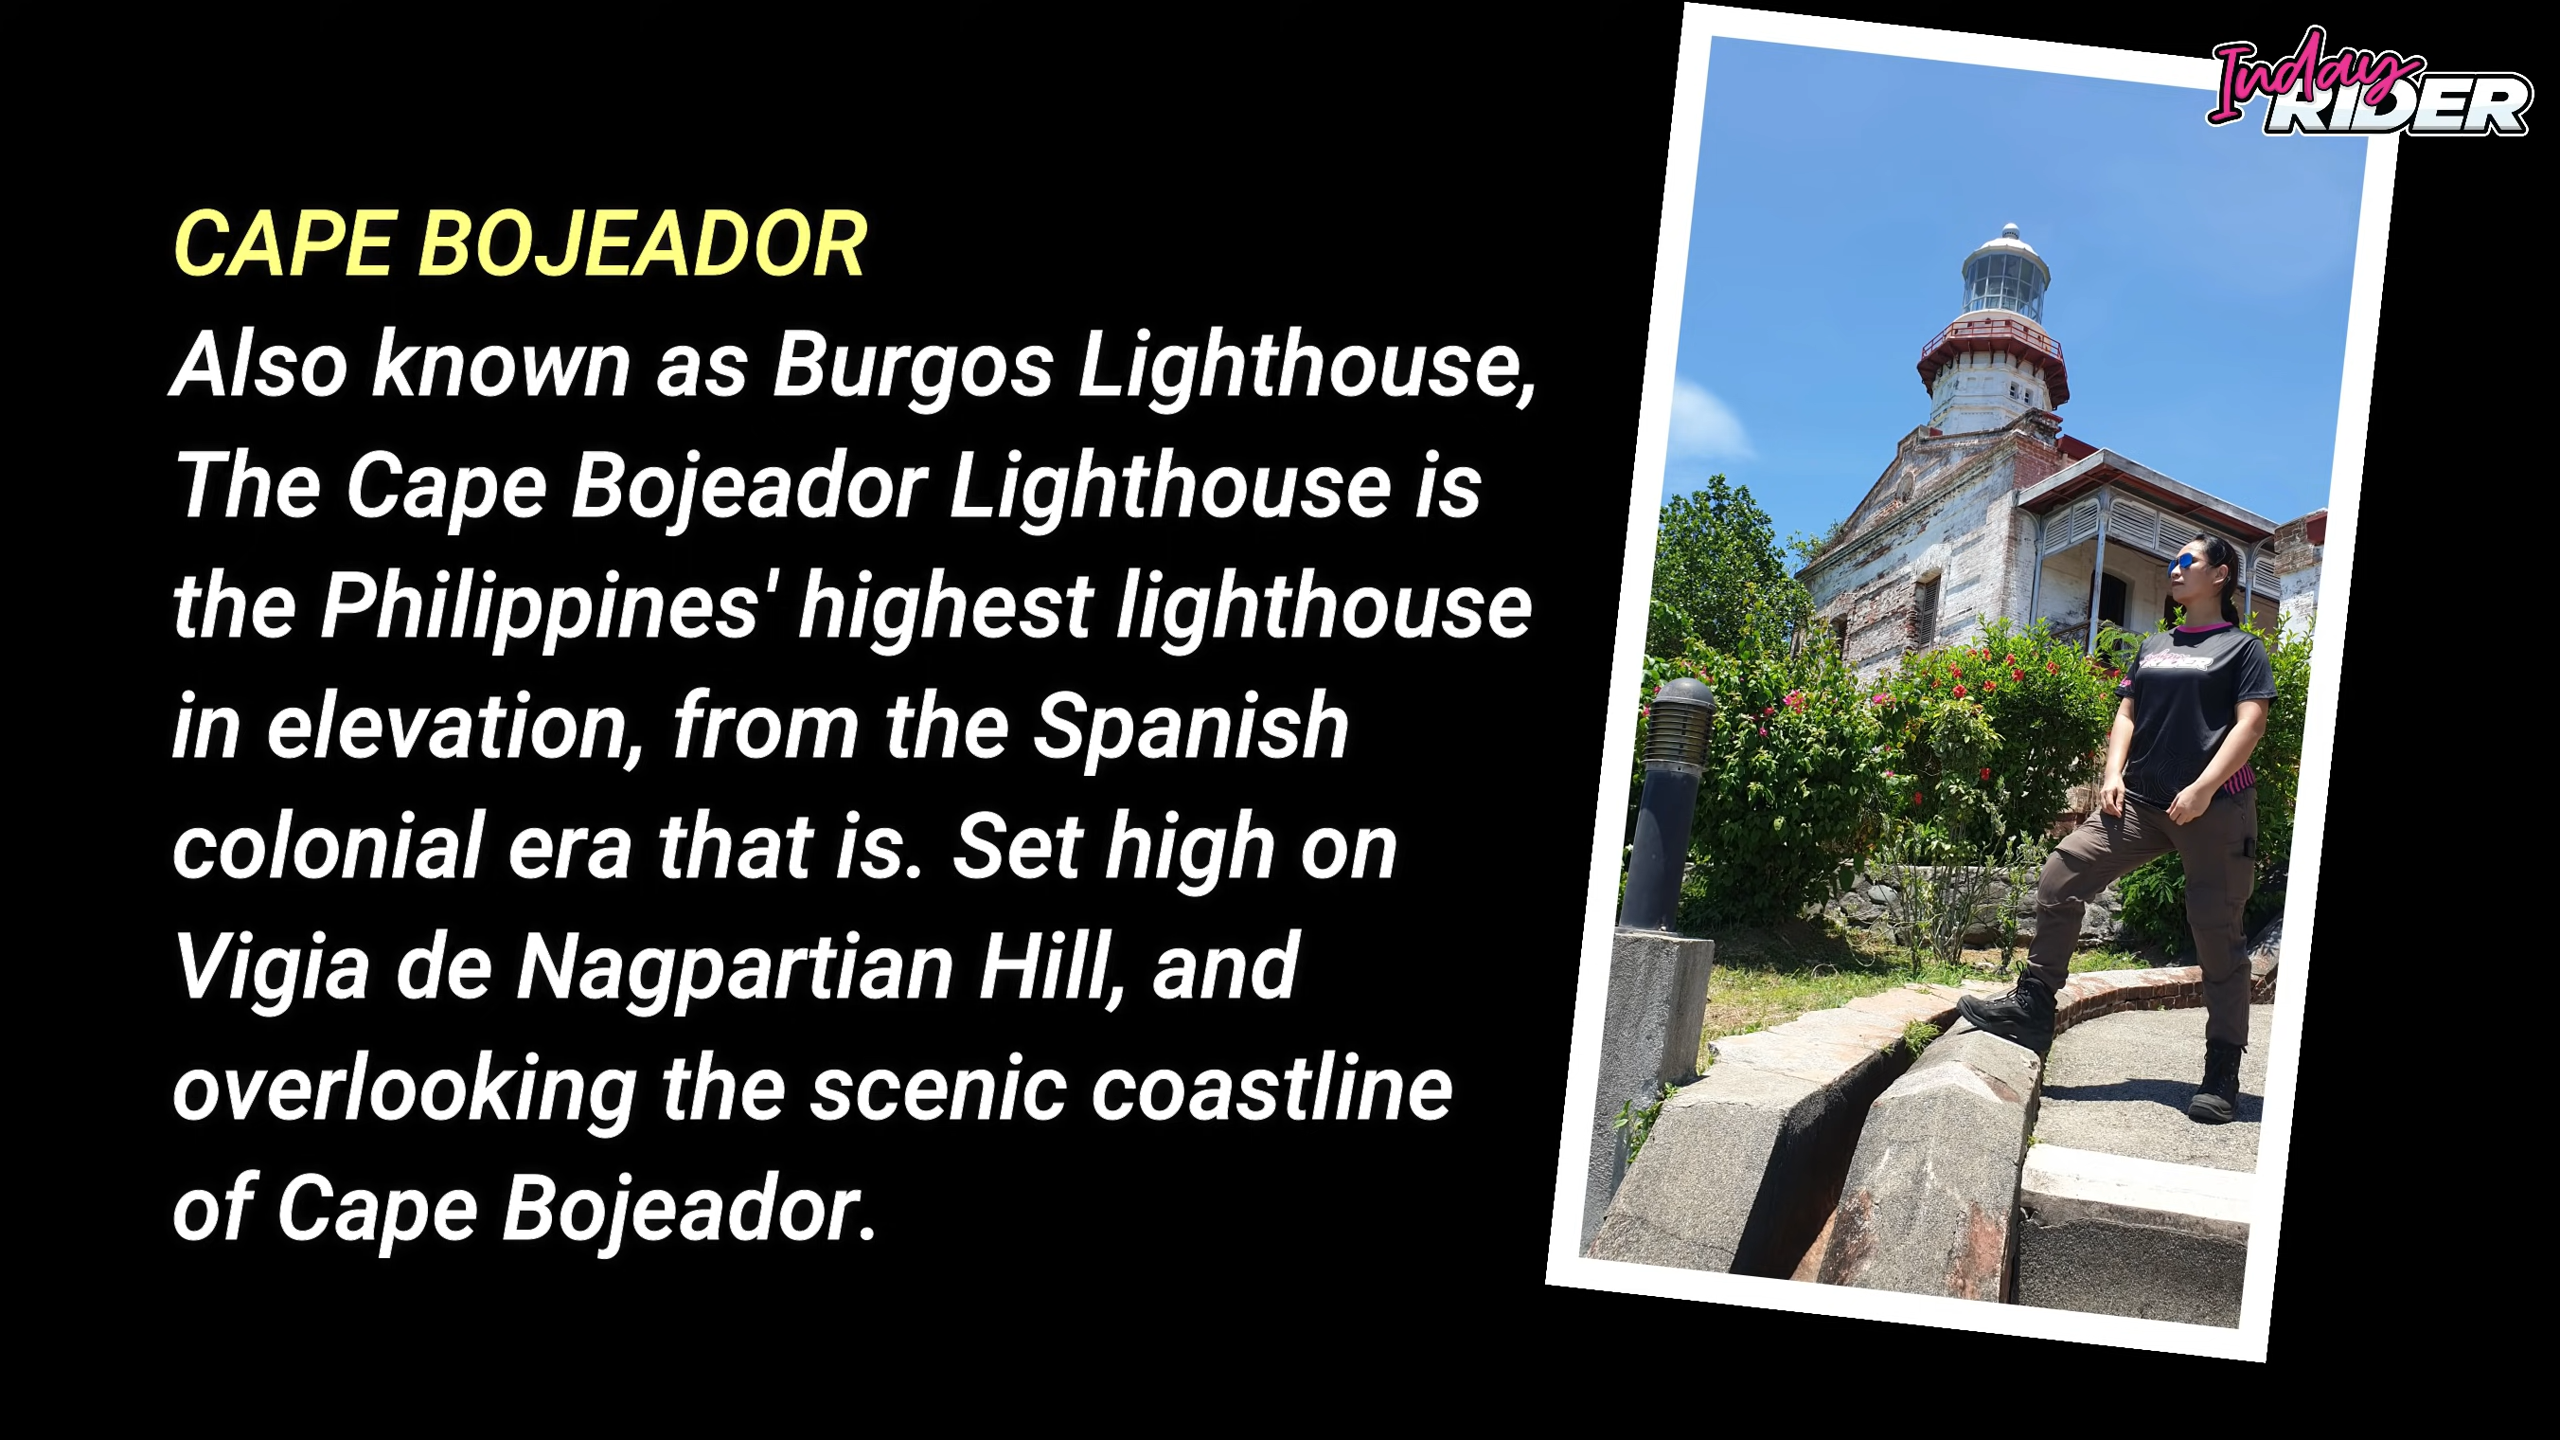 Inday
RIDER
CAPE BOJEADOR
Also known as Burgos Lighthouse,
The Cape Bojeador Lighthouse is
the Philippines' highest lighthouse
in elevation, from the Spanish
colonial era that is. Set high on
Vigia de Nagpartian Hill, and
overlooking the scenic coastline
of Cape Bojeador.